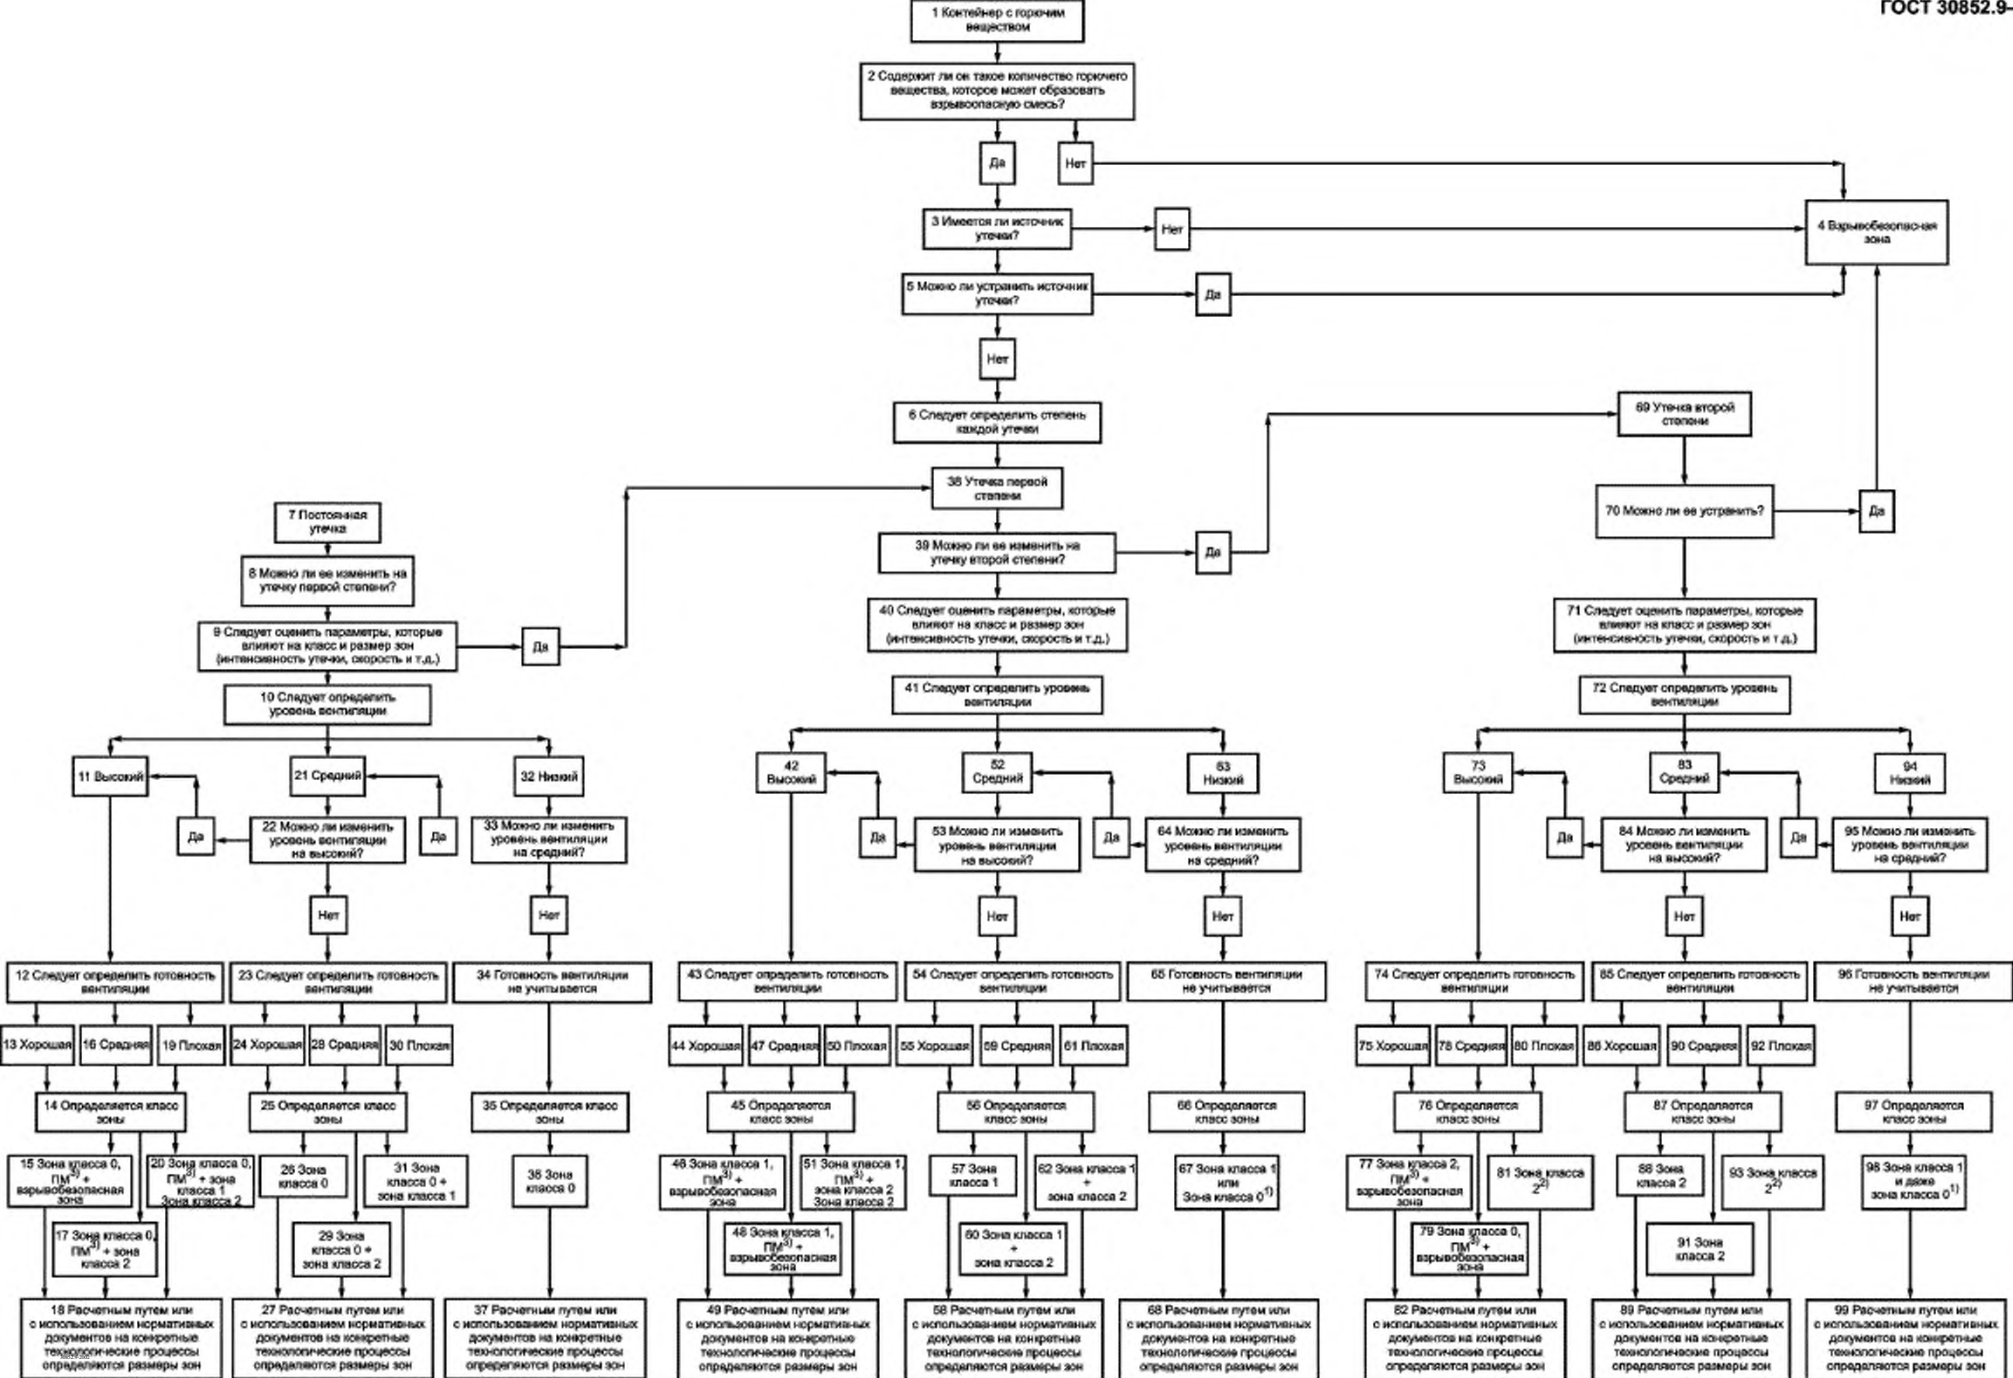 ГОСТ 30852.9-
1 Контейнер с горючим
веществом
2 Содержит ли он такое количество горючего
вещества, которое может образовать
взрывоопасную смесь?
Да
Нет
3 Имеется ли источник
утечки?
Нет
4 Взрывобезопасная
зона
5 Можно ли устранить источник
утечки?
Да
Нет
6 Следует определить степень
каждой утечки
69 Утечка второй
степени
38 Утечка первой
степени
70 Можно ли ее устранить?
Да
7 Постоянная
утечка
39 Можно ли ее изменить на
утечку второй степени?
Да
8 Можно ли ее изменить на
утечку первой степени?
9 Следует оценить параметры, которые
влияют на класс и размер зон
(интенсивность утечки, скорость и т.д.)
Да
40 Следует оценить параметры, которые
влияют на класс и размер зон
(интенсивность утечки, скорость и т.д.)
71 Следует оценить параметры, которые
влияют на класс и размер зон
(интенсивность утечки, скорость и т.д.)
10 Следует определить
уровень вентиляции
41 Следует определить уровень
вентиляции
72 Следует определить уровень
вентиляции
11 Высокий
21 Средний
32 Низкий
42
Высокий
52
Средний
63
Низкий
73
Высокий
83
Средний
94
Низкий
Да
22 Можно ли изменить
уровень вентиляции
на высокий?
Да
33 Можно ли изменить
уровень вентиляции
на средний?
Да
53 Можно ли изменить
уровень вентиляции
на высокий?
Да
64 Можно ли изменить
уровень вентиляции
на средний?
Да
84 Можно ли изменить
уровень вентиляции
на высокий?
Да
95 Можно ли изменить
уровень вентиляции
на средний?
Нет
Нет
Нет
Нет
Нет
Нет
12 Следует определить готовность
вентиляции
23 Следует определить готовность
вентиляции
34 Готовность вентиляции
не учитывается
43 Следует определить готовность
вентиляции
54 Следует определить готовность
вентиляции
65 Готовность вентиляции
не учитывается
74 Следует определить готовность
вентиляции
85 Следует определить готовность
вентиляции
96 Готовность вентиляции
не учитывается
13 Хорошая
16 Средняя
19 Плохая
24 Хорошая
28 Средняя
30 Плохая
44 Хорошая
47 Средняя
50 Плохая
55 Хорошая
59 Средняя
61 Плохая
75 Хорошая
78 Средняя
80 Плохая
86 Хорошая
90 Средняя
92 Плохая
14 Определяется класс
зоны
25 Определяется класс
зоны
35 Определяется класс
зоны
45 Определяется
класс зоны
56 Определяется
класс зоны
66 Определяется
класс зоны
76 Определяется
класс зоны
87 Определяется
класс зоны
97 Определяется
класс зоны
15 Зона класса 0,
ПМ3) +
взрывобезопасная
зона
20 Зона класса 0,
ПМ3) + зона
класса 1
Зона класса 2
26 Зона
класса 0
31 Зона
класса 0 +
зона класса 1
36 Зона
класса 0
46 Зона класса 1,
ПМ3) +
взрывобезопасная
зона
51 Зона класса 1,
ПМ3) +
зона класса 2
Зона класса 2
57 Зона
класса 1
62 Зона класса 1
+
зона класса 2
67 Зона класса 1
или
Зона класса 01)
77 Зона класса 2,
ПМ3) +
взрывобезопасная
зона
81 Зона класса
22)
88 Зона
класса 2
93 Зона класса
22)
98 Зона класса 1
и даже
зона класса 01)
17 Зона класса 0,
ПМ3) + зона
класса 2
29 Зона
класса 0 +
зона класса 2
48 Зона класса 1,
ПМ3) +
взрывобезопасная
зона
60 Зона класса 1
+
зона класса 2
79 Зона класса 0,
ПМ3) +
взрывобезопасная
зона
91 Зона
класса 2
18 Расчетным путем или
с использованием нормативных
документов на конкретные
технологические процессы
определяются размеры зон
27 Расчетным путем или
с использованием нормативных
документов на конкретные
технологические процессы
определяются размеры зон
37 Расчетным путем или
с использованием нормативных
документов на конкретные
технологические процессы
определяются размеры зон
49 Расчетным путем или
с использованием нормативных
документов на конкретные
технологические процессы
определяются размеры зон
58 Расчетным путем или
с использованием нормативных
документов на конкретные
технологические процессы
определяются размеры зон
68 Расчетным путем или
с использованием нормативных
документов на конкретные
технологические процессы
определяются размеры зон
82 Расчетным путем или
с использованием нормативных
документов на конкретные
технологические процессы
определяются размеры зон
89 Расчетным путем или
с использованием нормативных
документов на конкретные
технологические процессы
определяются размеры зон
99 Расчетным путем или
с использованием нормативных
документов на конкретные
технологические процессы
определяются размеры зон